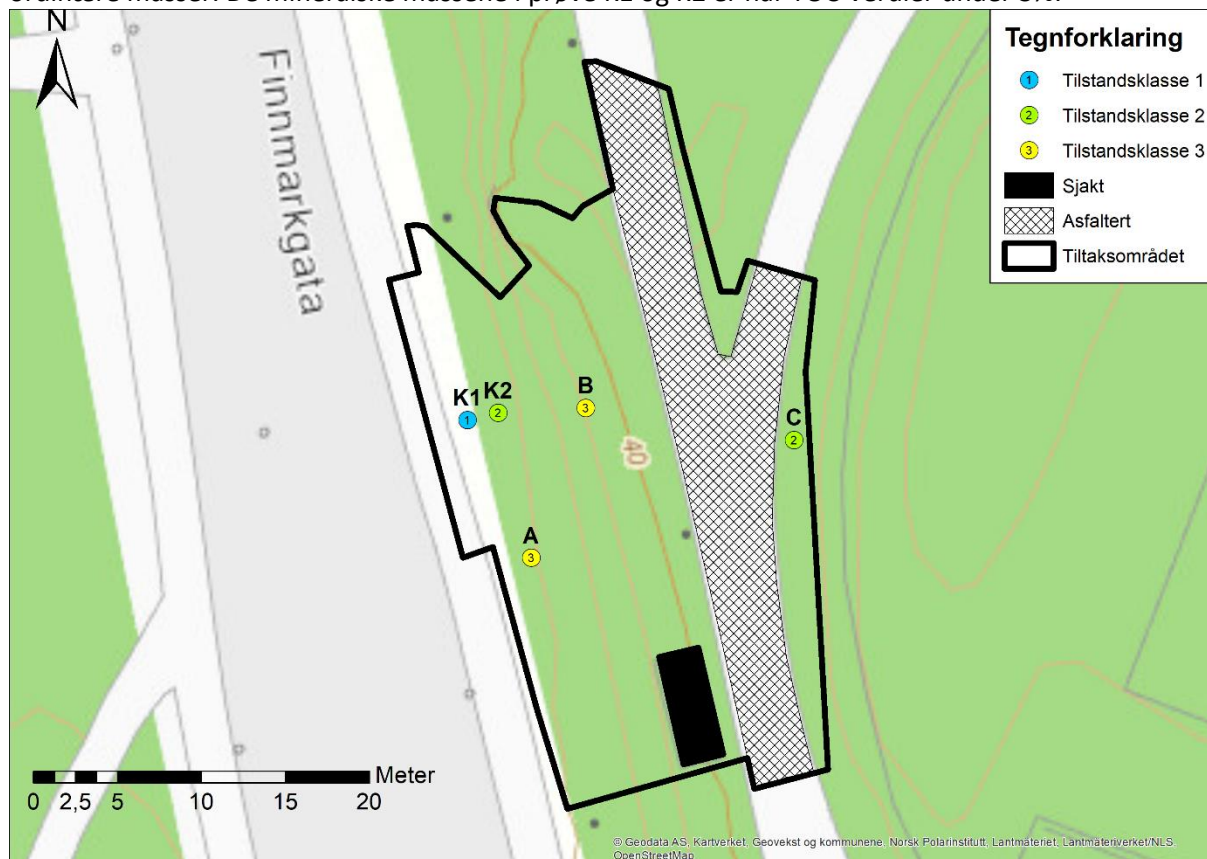 N
Finnmarkgata
Tegnforklaring
1 Tilstandsklasse 1
2 Tilstandsklasse 2
3 Tilstandsklasse 3
Sjakt
Asfaltert
Tiltaksområdet
K1
1
K2
2
B
3
40
C
2
A
3
Meter
0 2,5 5 10 15 20
© Geodata AS, Kartverket, Geovekst og kommunene, Norsk Polarinstitutt, Lantmäteriet, Lantmäteriverket/NLS,
OpenStreetMap